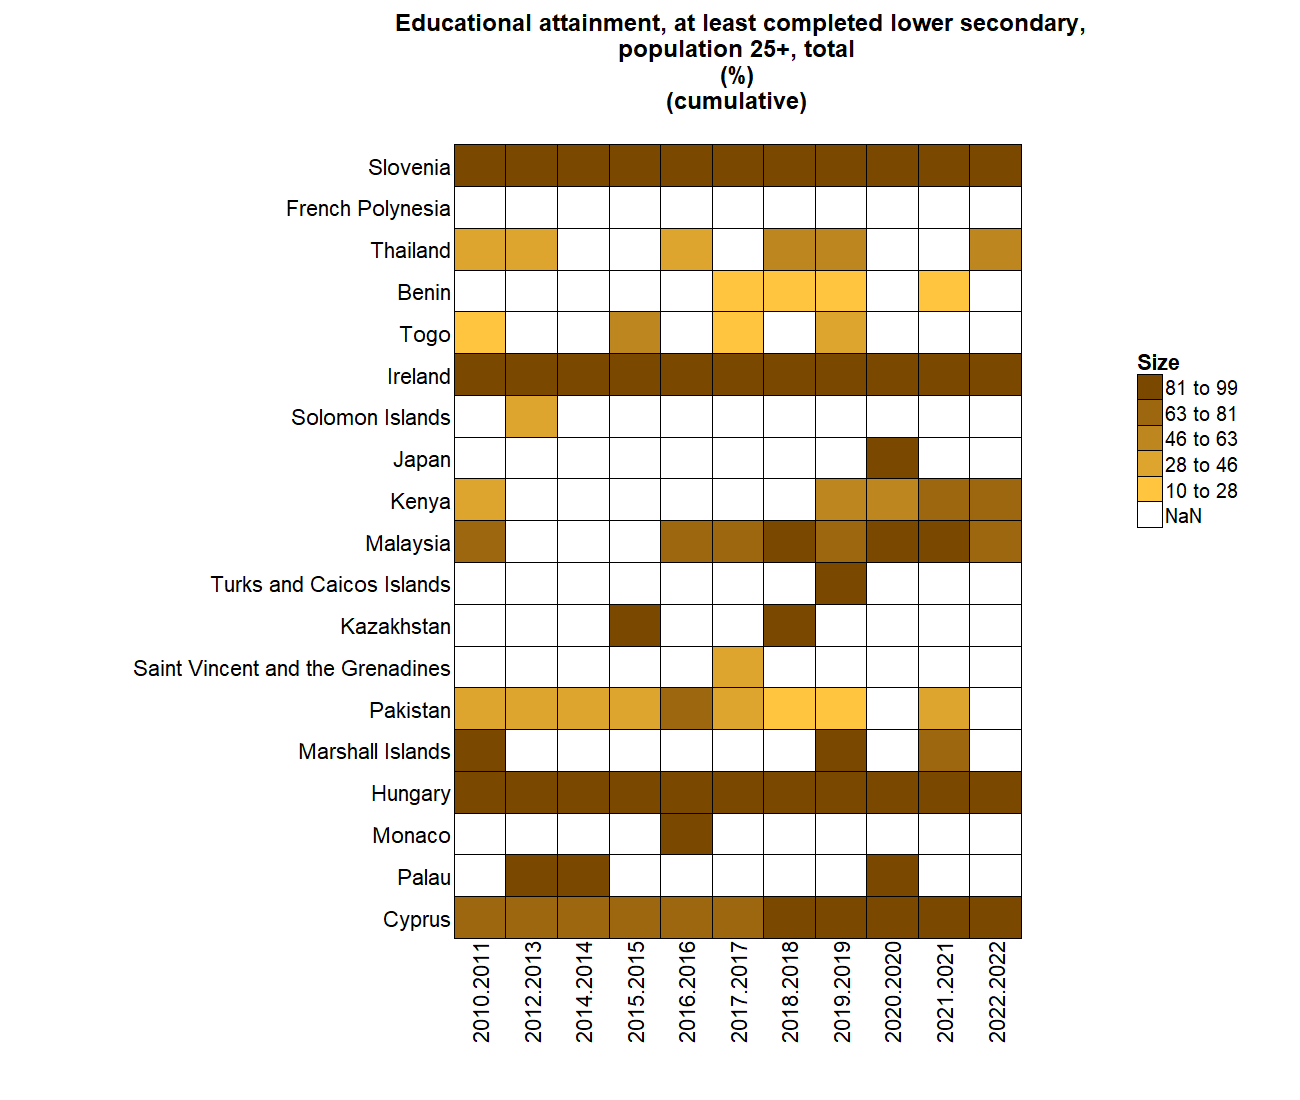 Educational attainment, at least completed lower secondary,
population 25+, total
(%)
(cumulative)
Slovenia
French Polynesia
Thailand
Benin
Togo
Ireland
Solomon Islands
Japan
Kenya
Malaysia
Turks and Caicos Islands
Kazakhstan
Saint Vincent and the Grenadines
Pakistan
Marshall Islands
Hungary
Monaco
Palau
Cyprus
2010.2011
2012.2013
2014.2014
2015.2015
2016.2016
2017.2017
2018.2018
2019.2019
2020.2020
2021.2021
2022.2022
Size
81 to 99
63 to 81
46 to 63
28 to 46
10 to 28
NaN